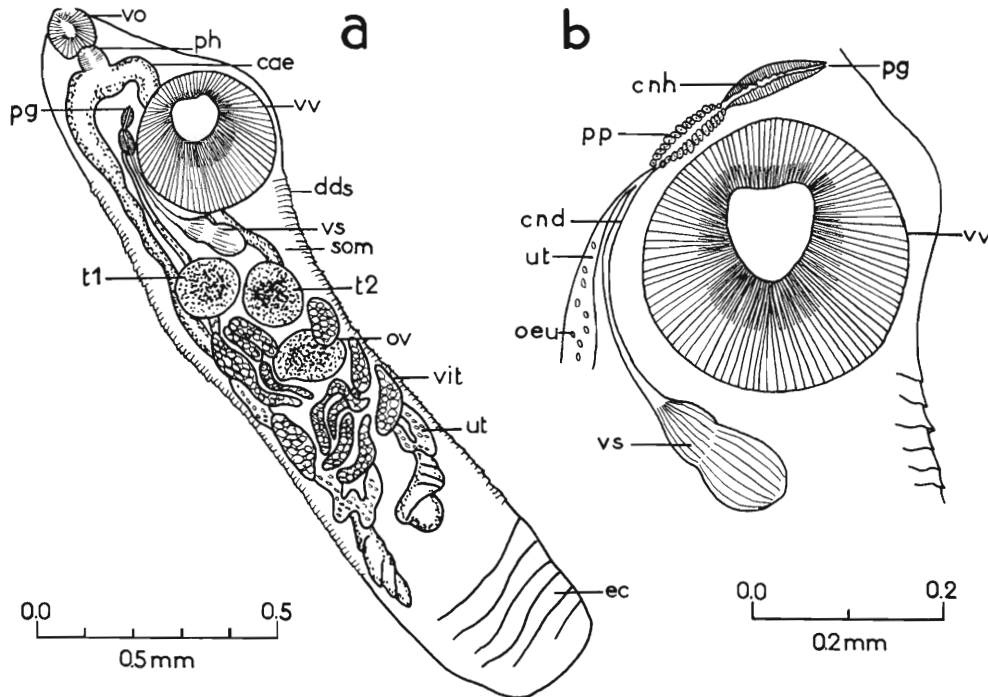 a
vo
ph
cae
pg
vv
dds
vs
som
t1
t2
ov
vit
ut
ec
0.0 0.5
0.5mm
b
cnh
pg
pp
cnd
ut
vv
oeu
vs
0.0 0.2
0.2mm